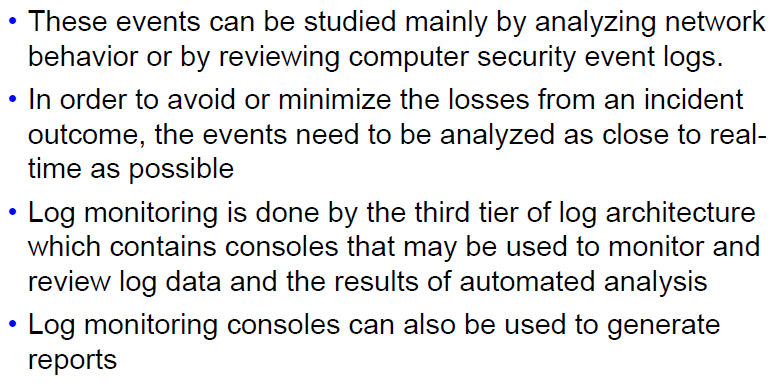 • These events can be studied mainly by analyzing network
behavior or by reviewing computer security event logs.
• In order to avoid or minimize the losses from an incident
outcome, the events need to be analyzed as close to real-
time as possible
• Log monitoring is done by the third tier of log architecture
which contains consoles that may be used to monitor and
review log data and the results of automated analysis
• Log monitoring consoles can also be used to generate
reports